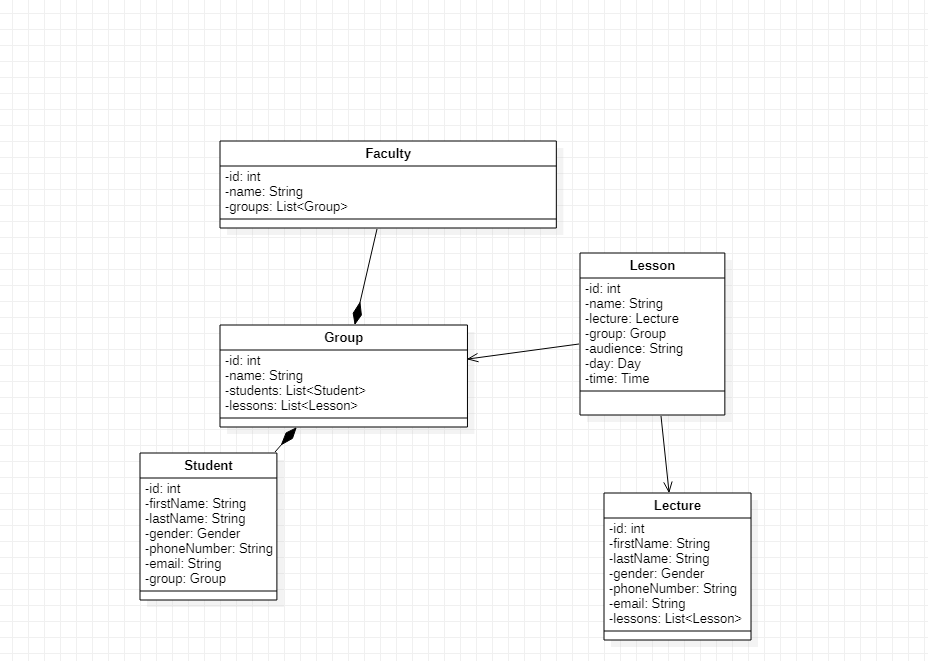 Faculty
-id: int
-name: String
-groups: List<Group>
Lesson
-id: int
-name: String
-lecture: Lecture
-group: Group
-audience: String
-day: Day
-time: Time
Group
-id: int
-name: String
-students: List<Student>
-lessons: List<Lesson>
Student
-id: int
-firstName: String
-lastName: String
-gender: Gender
-phoneNumber: String
-email: String
-group: Group
Lecture
-id: int
-firstName: String
-lastName: String
-gender: Gender
-phoneNumber: String
-email: String
-lessons: List<Lesson>